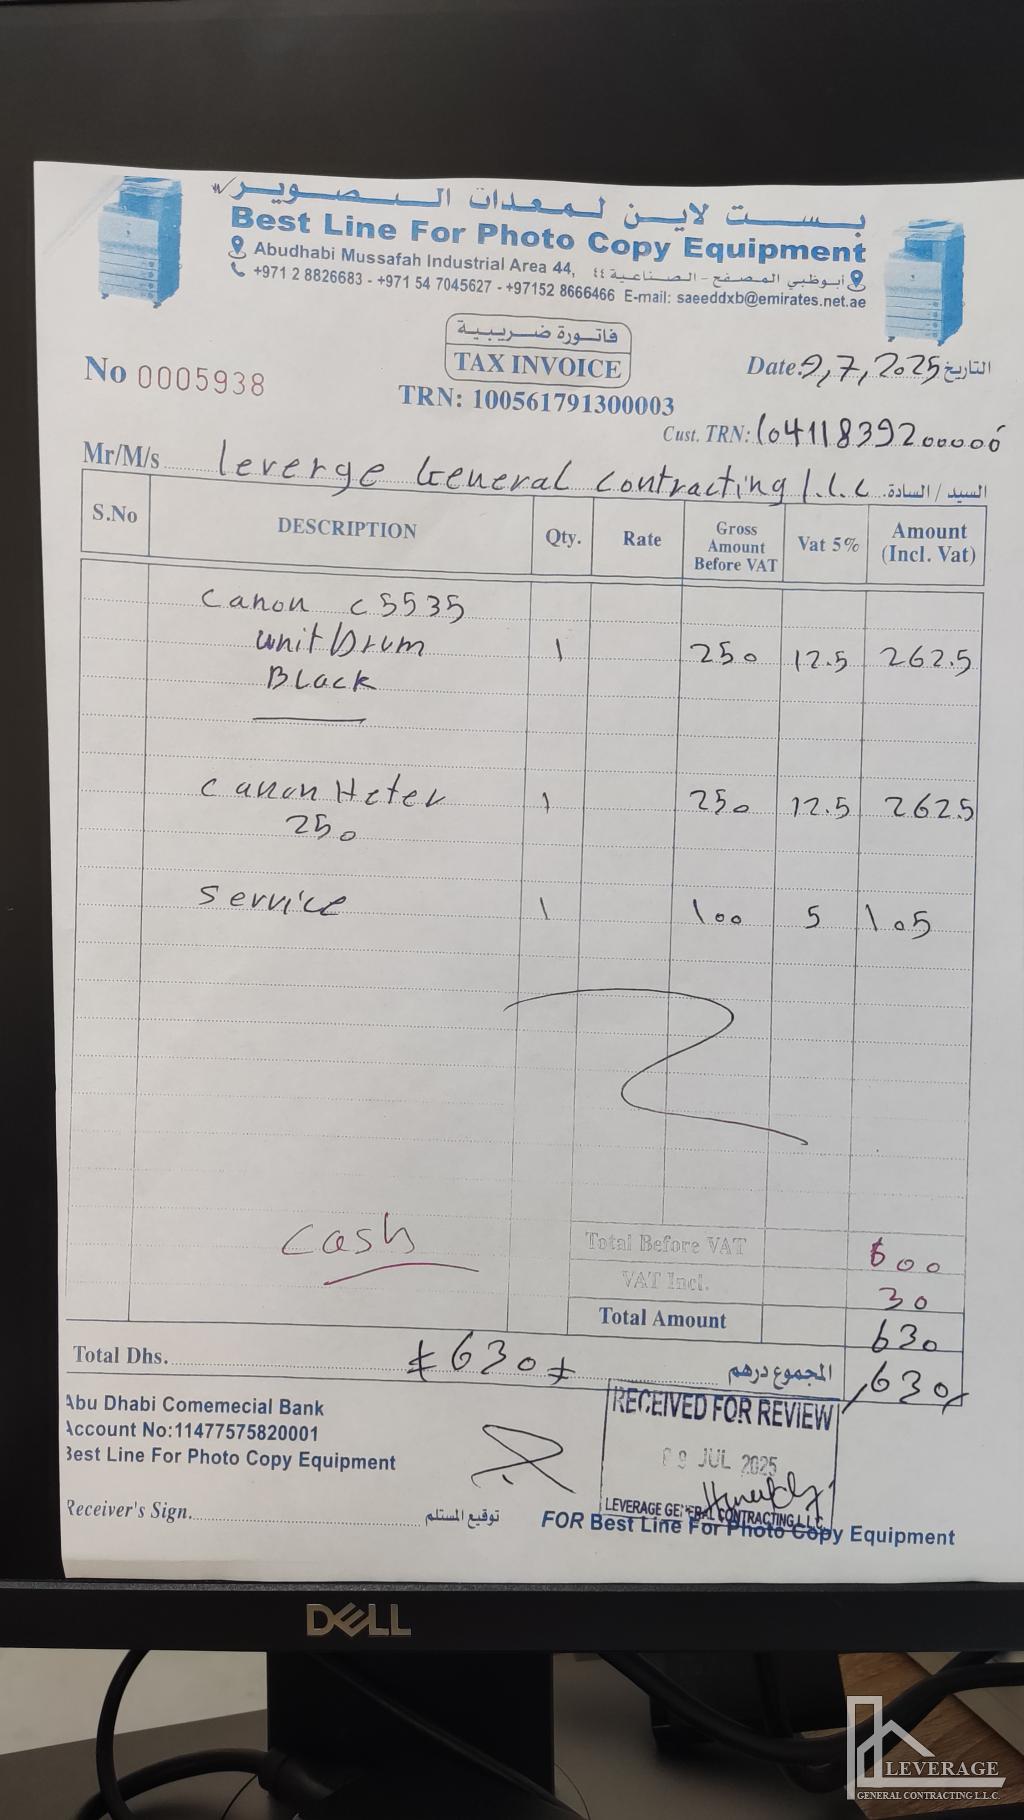 بست لاين لمعدات التصوير
Best Line For Photo Copy Equipment
Abudhabi Mussafah Industrial Area 44, أبوظبي المصفح - الصناعية ٤٤
+971 2 8826683 - +971 54 7045627 - +97152 8666466 E-mail: saeeddxb@emirates.net.ae
فاتورة ضريبية
TAX INVOICE
No 0005938
Date: 9,7,2025 التاريخ
TRN: 100561791300003
Cust. TRN: 10411839200000
Mr/M/s leverge General contracting l.l.c السيد / السادة
S.No DESCRIPTION Qty. Rate Gross Amount Before VAT Vat 5% Amount (Incl. Vat)
canon c5535
unit Drum 1 250 12.5 262.5
BLack
canon Heter 1 250 12.5 262.5
250
service 1 100 5 105
cash
Total Before VAT 600
VAT Incl. 30
Total Amount 630
Total Dhs. 630 المجموع درهم 630
Abu Dhabi Comemecial Bank
Account No:11477575820001
Best Line For Photo Copy Equipment
RECEIVED FOR REVIEW
09 JUL 2025
LEVERAGE GENERAL CONTRACTING L.L.C.
Receiver's Sign. توقيع المستلم
FOR Best Line For Photo Copy Equipment
DELL
LEVERAGE
GENERAL CONTRACTING L.L.C.